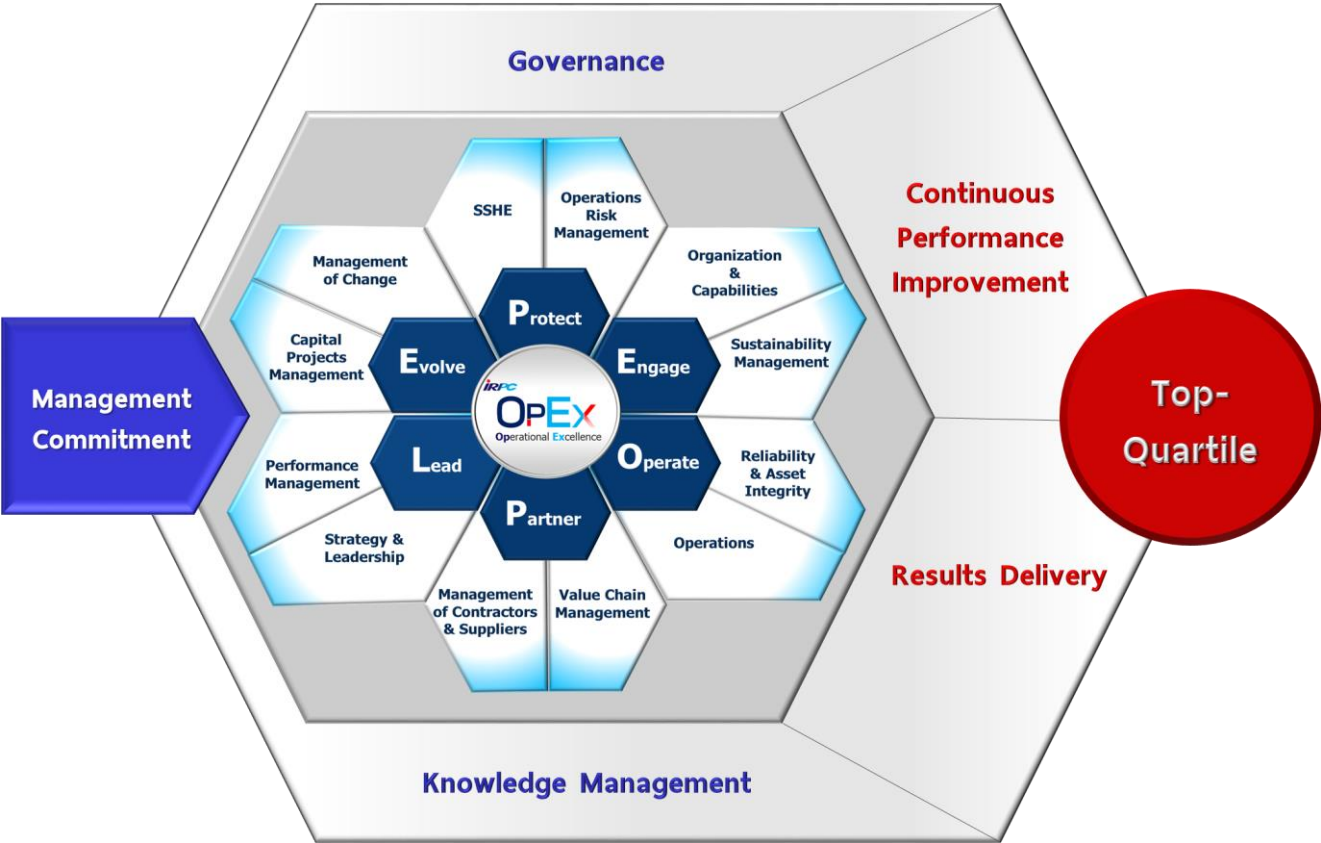 Governance
Continuous
Performance
Improvement
SSHE
Operations
Risk
Management
Management
of Change
Organization
&
Capabilities
Protect
Capital
Projects
Management
Evolve
Engage
Sustainability
Management
Management
Commitment
iRPC
OpEx
Operational Excellence
Top-
Quartile
Performance
Management
Lead
Operate
Reliability
& Asset
Integrity
Partner
Strategy &
Leadership
Operations
Management
of Contractors
& Suppliers
Value Chain
Management
Results Delivery
Knowledge Management